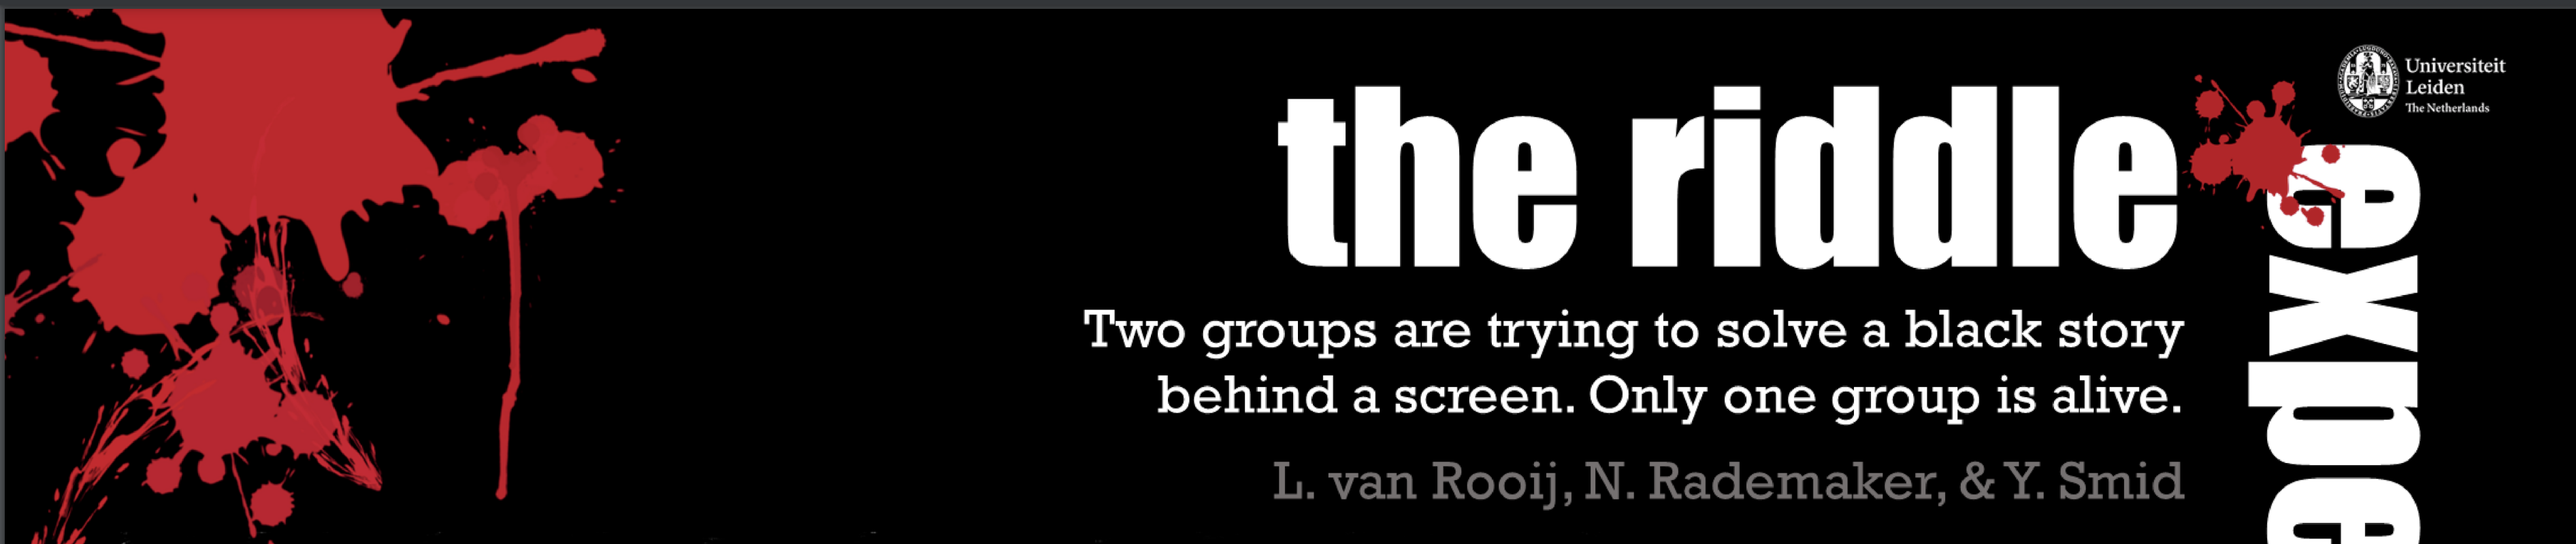 the riddle
Two groups are trying to solve a black story
behind a screen. Only one group is alive.
L. van Rooij, N. Rademaker, & Y. Smid
Universiteit
Leiden
The Netherlands
expe